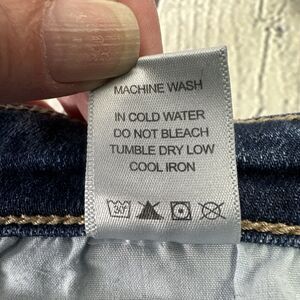 MACHINE WASH
IN COLD WATER
DO NOT BLEACH
TUMBLE DRY LOW
COOL IRON